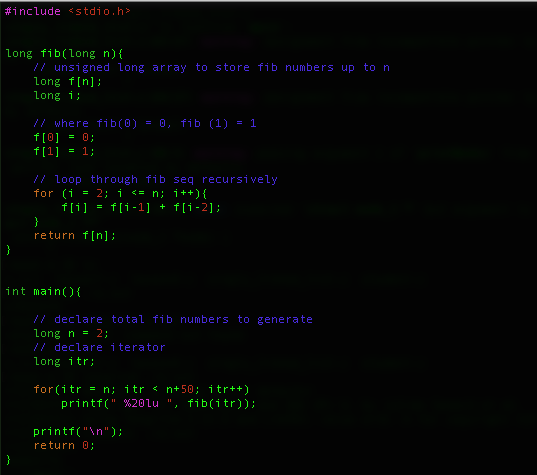 #include <stdio.h>
long fib(long n){
// unsigned long array to store fib numbers up to n
long f[n];
long i;
// where fib(0) = 0, fib (1) = 1
f[0] = 0;
f[1] = 1;
// loop through fib seq recursively
for (i = 2; i <= n; i++){
f[i] = f[i-1] + f[i-2];
}
return f[n];
}
int main(){
// declare total fib numbers to generate
long n = 2;
// declare iterator
long itr;
for(itr = n; itr < n+50; itr++)
printf(" %20lu ", fib(itr));
printf("\n");
return 0;
}